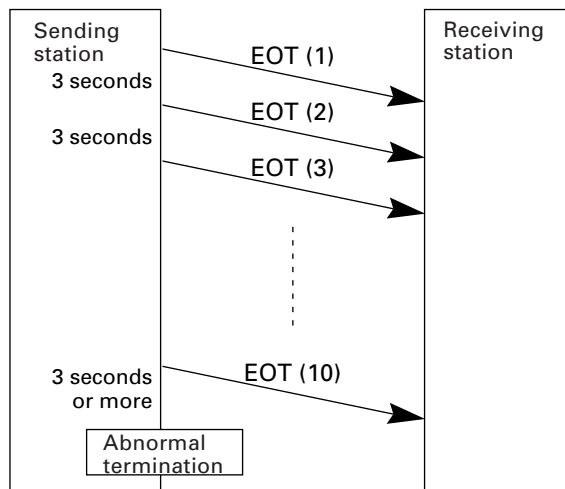 Sending
station
Receiving
station
EOT (1)
3 seconds
EOT (2)
3 seconds
EOT (3)
EOT (10)
3 seconds
or more
Abnormal
termination